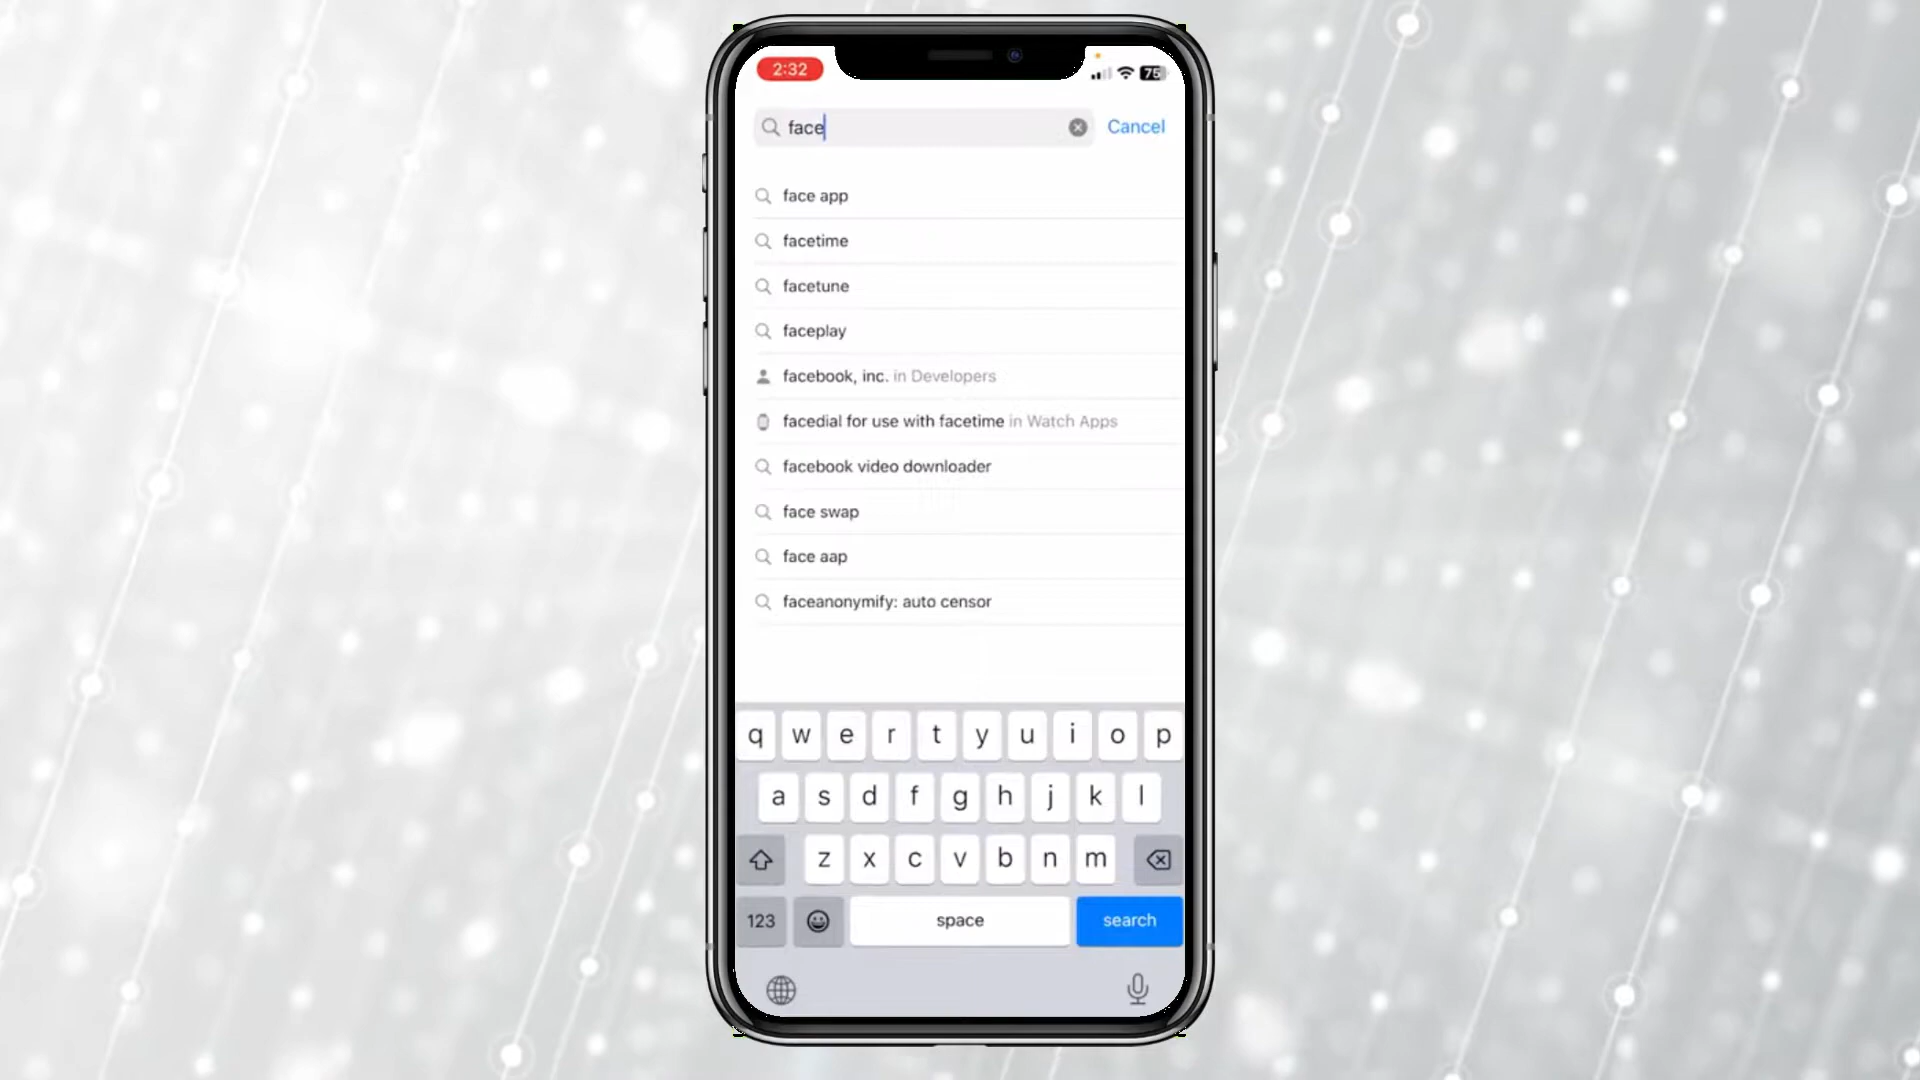 2:32
75
face
Cancel
face app
facetime
facetune
faceplay
facebook, inc. in Developers
facedial for use with facetime in Watch Apps
facebook video downloader
face swap
face aap
faceanonymify: auto censor
q w e r t y u i o p
a s d f g h j k l
z x c v b n m
123
space
search